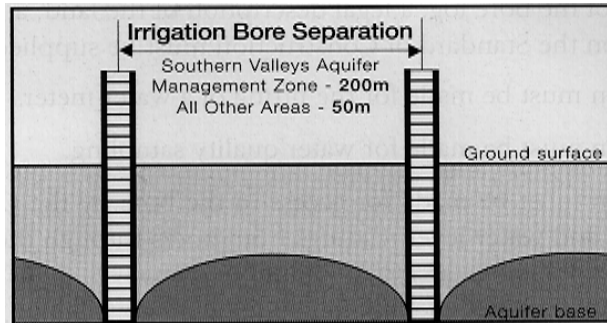 Irrigation Bore Separation
Southern Valleys Aquifer
Management Zone - 200m
All Other Areas - 50m
Ground surface
Aquifer base